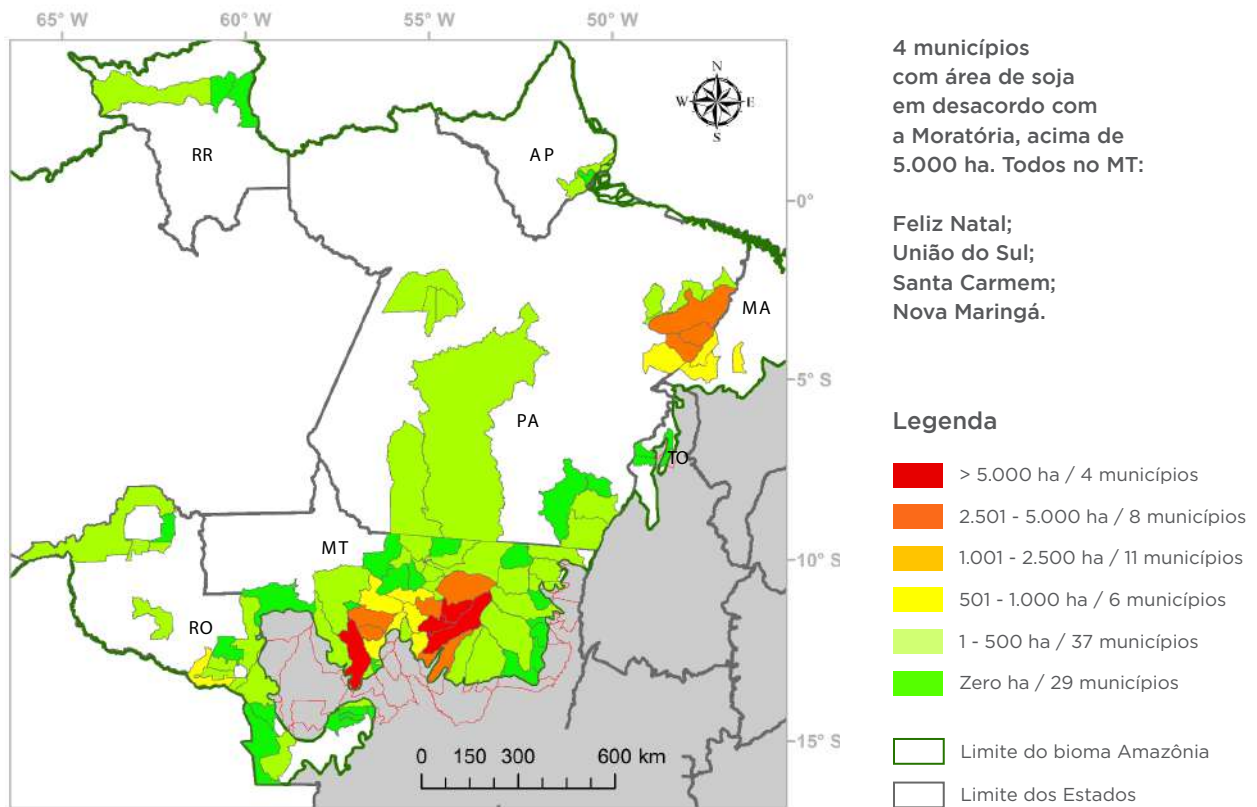 65° W
60° W
55° W
50° W
N
W
E
S
RR
AP
0°
MA
5° S
PA
TO
MT
10° S
RO
15° S
0 150 300 600 km
4 municípios
com área de soja
em desacordo com
a Moratória, acima de
5.000 ha. Todos no MT:
Feliz Natal;
União do Sul;
Santa Carmem;
Nova Maringá.
Legenda
> 5.000 ha / 4 municípios
2.501 - 5.000 ha / 8 municípios
1.001 - 2.500 ha / 11 municípios
501 - 1.000 ha / 6 municípios
1 - 500 ha / 37 municípios
Zero ha / 29 municípios
Limite do bioma Amazônia
Limite dos Estados